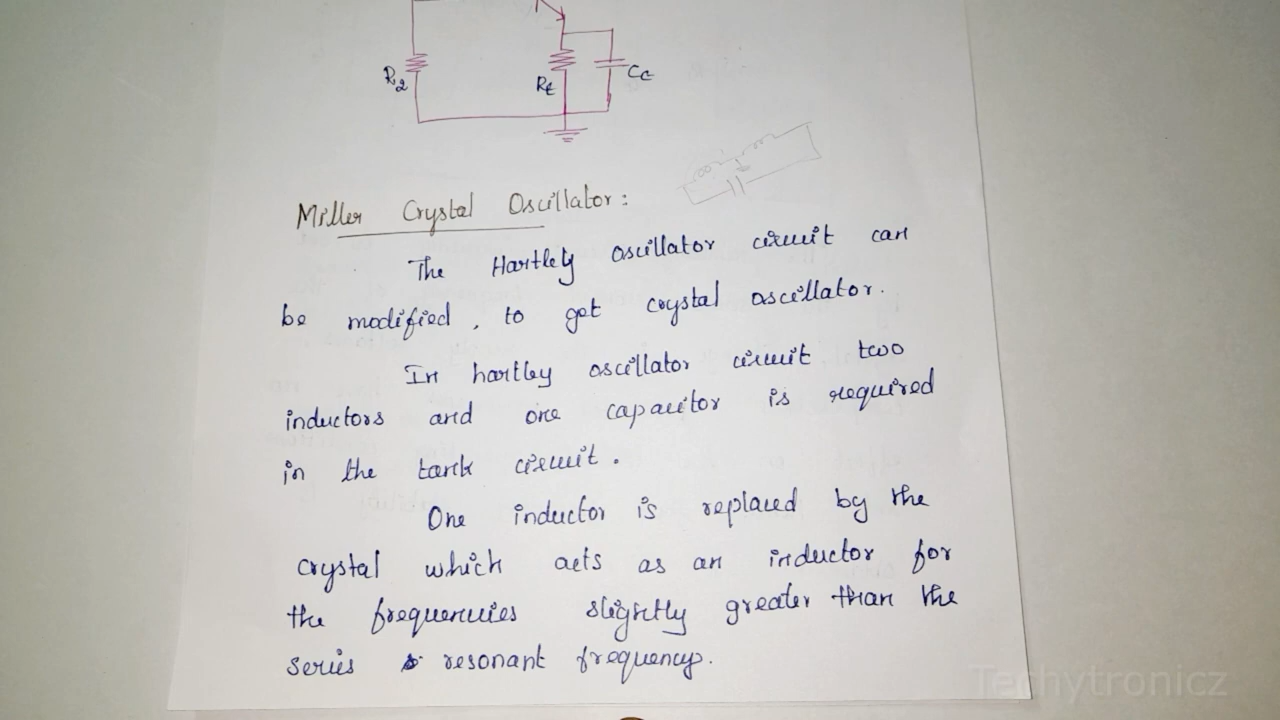 R2
RE
CC
Miller Crystal Oscillator:
The Hartley oscillator circuit can
be modified, to get crystal oscillator.
In hartley oscillator circuit two
inductors and one capacitor is required
in the tank circuit.
One inductor is replaced by the
crystal which acts as an inductor for
the frequencies slightly greater than the
series resonant frequency.
Techytronicz